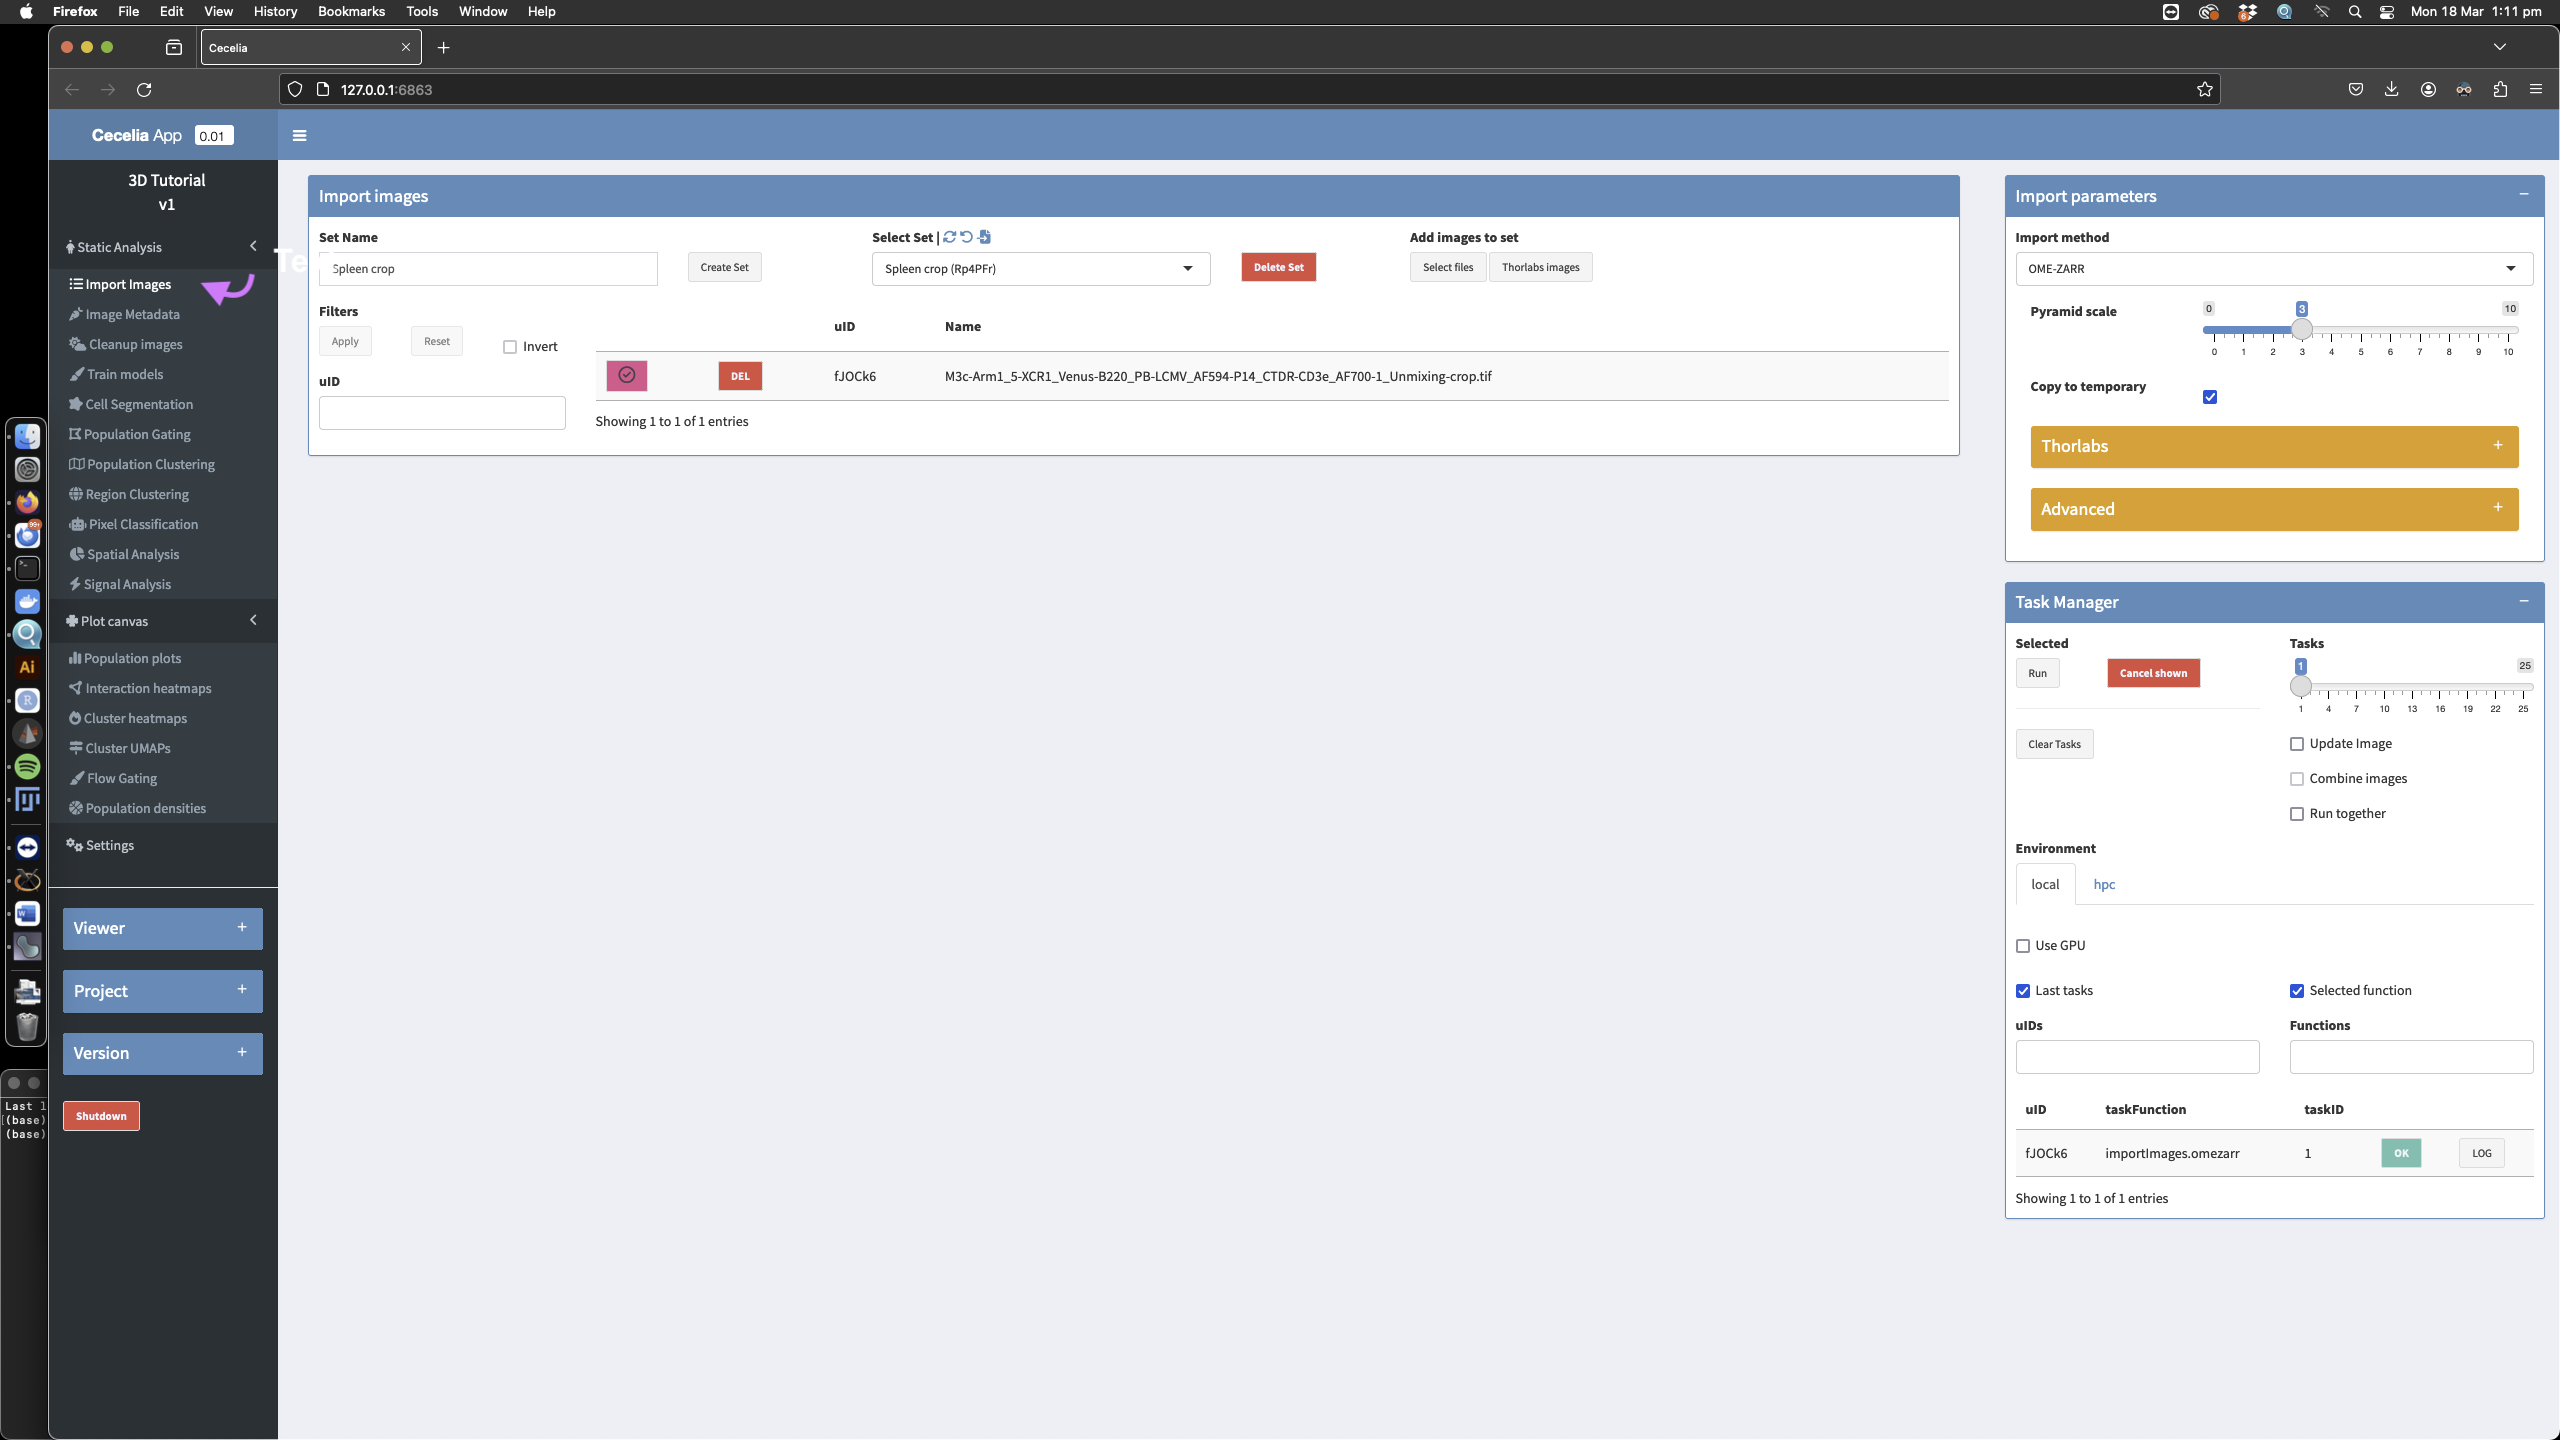 Firefox File Edit View History Bookmarks Tools Window Help
Mon 18 Mar 1:11 pm
Cecelia
127.0.0.1:6863
Cecelia App 0.01
3D Tutorial
v1
Static Analysis
Import Images
Image Metadata
Cleanup images
Train models
Cell Segmentation
Population Gating
Population Clustering
Region Clustering
Pixel Classification
Spatial Analysis
Signal Analysis
Plot canvas
Population plots
Interaction heatmaps
Cluster heatmaps
Cluster UMAPs
Flow Gating
Population densities
Settings
Viewer +
Project +
Version +
Shutdown
Last l
(base)
(base)
99+
Ai
R
W
Import images
Set Name
Te
Spleen crop
Create Set
Select Set |
Spleen crop (Rp4PFr)
Delete Set
Add images to set
Select files
Thorlabs images
Filters
Apply
Reset
Invert
uID
uID Name
DEL fJOCk6 M3c-Arm1_5-XCR1_Venus-B220_PB-LCMV_AF594-P14_CTDR-CD3e_AF700-1_Unmixing-crop.tif
Showing 1 to 1 of 1 entries
Import parameters
Import method
OME-ZARR
Pyramid scale
0 3 10
0 1 2 3 4 5 6 7 8 9 10
Copy to temporary
Thorlabs +
Advanced +
Task Manager
Selected
Run
Cancel shown
Clear Tasks
Tasks
1 25
1 4 7 10 13 16 19 22 25
Update Image
Combine images
Run together
Environment
local hpc
Use GPU
Last tasks
Selected function
uIDs
Functions
uID taskFunction taskID
fJOCk6 importImages.omezarr 1 OK LOG
Showing 1 to 1 of 1 entries